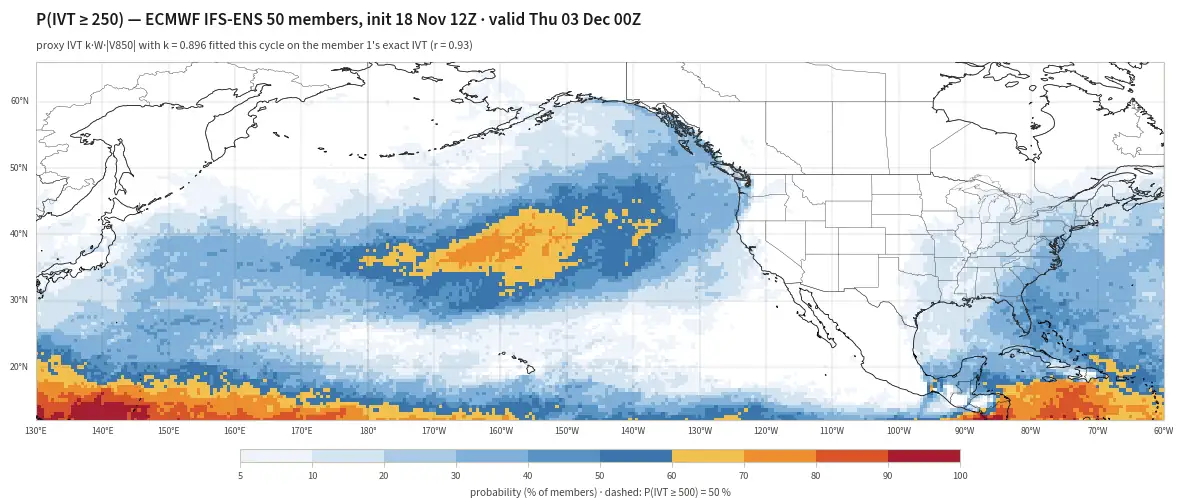 P(IVT ≥ 250) — ECMWF IFS-ENS 50 members, init 18 Nov 12Z · valid Thu 03 Dec 00Z
proxy IVT k·W·|V850| with k = 0.896 fitted this cycle on the member 1's exact IVT (r = 0.93)
60°N
50°N
40°N
30°N
20°N
130°E 140°E 150°E 160°E 170°E 180° 170°W 160°W 150°W 140°W 130°W 120°W 110°W 100°W 90°W 80°W 70°W 60°W
5 10 20 30 40 50 60 70 80 90 100
probability (% of members) · dashed: P(IVT ≥ 500) = 50 %